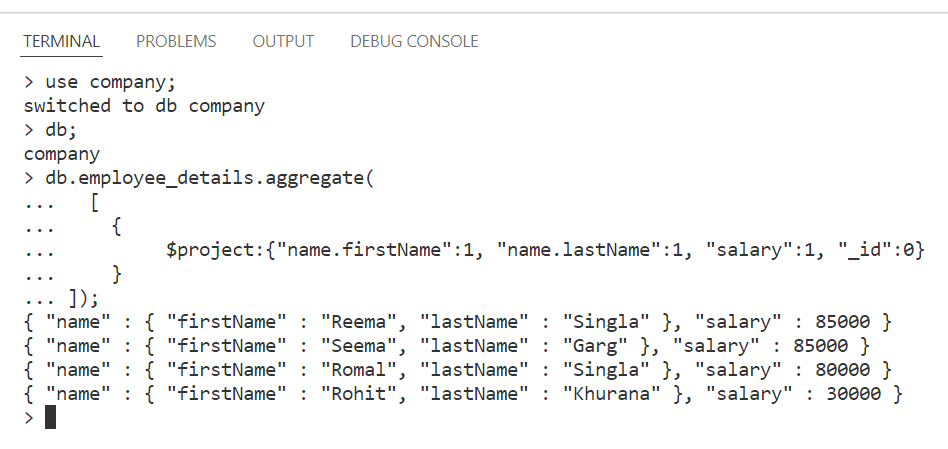 TERMINAL PROBLEMS OUTPUT DEBUG CONSOLE
> use company;
switched to db company
> db;
company
> db.employee_details.aggregate(
...   [
...     {
...          $project:{"name.firstName":1, "name.lastName":1, "salary":1, "_id":0}
...     }
... ]);
{ "name" : { "firstName" : "Reema", "lastName" : "Singla" }, "salary" : 85000 }
{ "name" : { "firstName" : "Seema", "lastName" : "Garg" }, "salary" : 85000 }
{ "name" : { "firstName" : "Romal", "lastName" : "Singla" }, "salary" : 80000 }
{ "name" : { "firstName" : "Rohit", "lastName" : "Khurana" }, "salary" : 30000 }
>